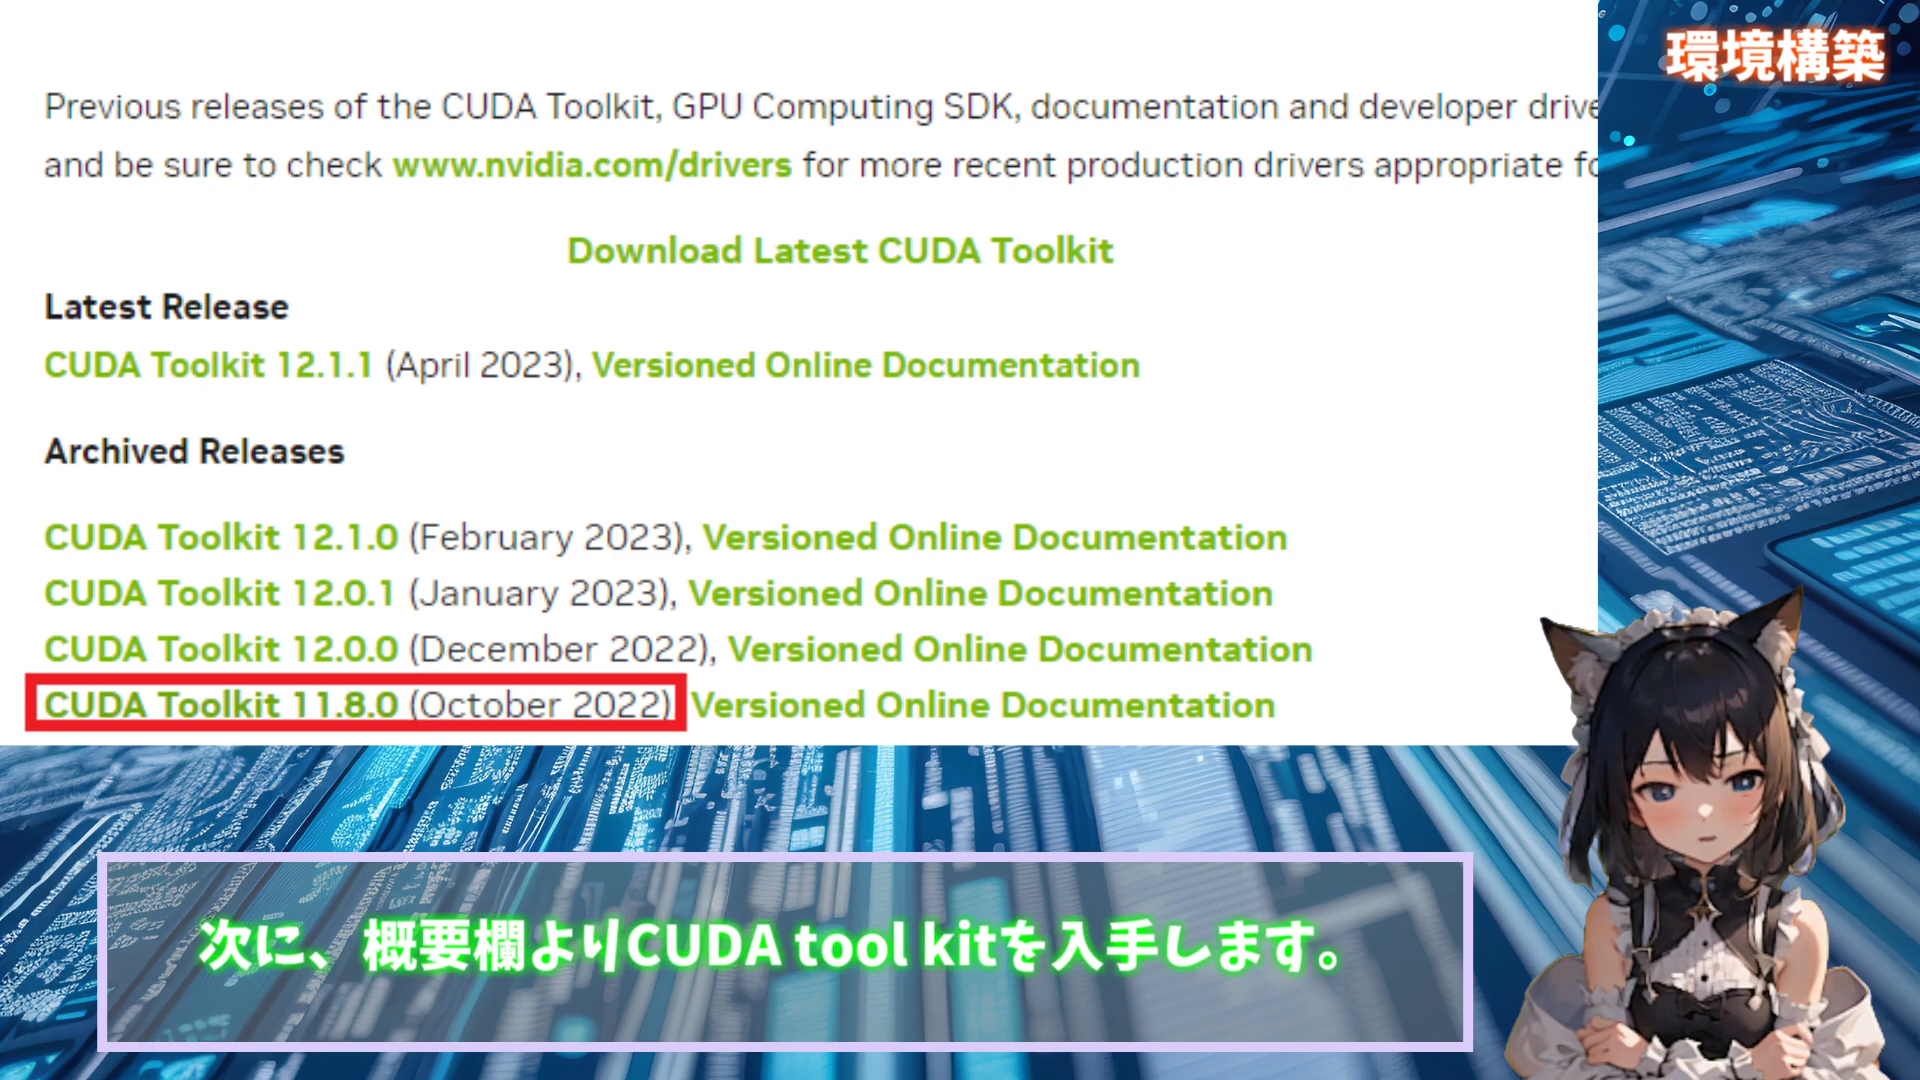 環境構築
Previous releases of the CUDA Toolkit, GPU Computing SDK, documentation and developer drive
and be sure to check www.nvidia.com/drivers for more recent production drivers appropriate fo
Download Latest CUDA Toolkit
Latest Release
CUDA Toolkit 12.1.1 (April 2023), Versioned Online Documentation
Archived Releases
CUDA Toolkit 12.1.0 (February 2023), Versioned Online Documentation
CUDA Toolkit 12.0.1 (January 2023), Versioned Online Documentation
CUDA Toolkit 12.0.0 (December 2022), Versioned Online Documentation
CUDA Toolkit 11.8.0 (October 2022) Versioned Online Documentation
次に、概要欄よりCUDA tool kitを入手します。